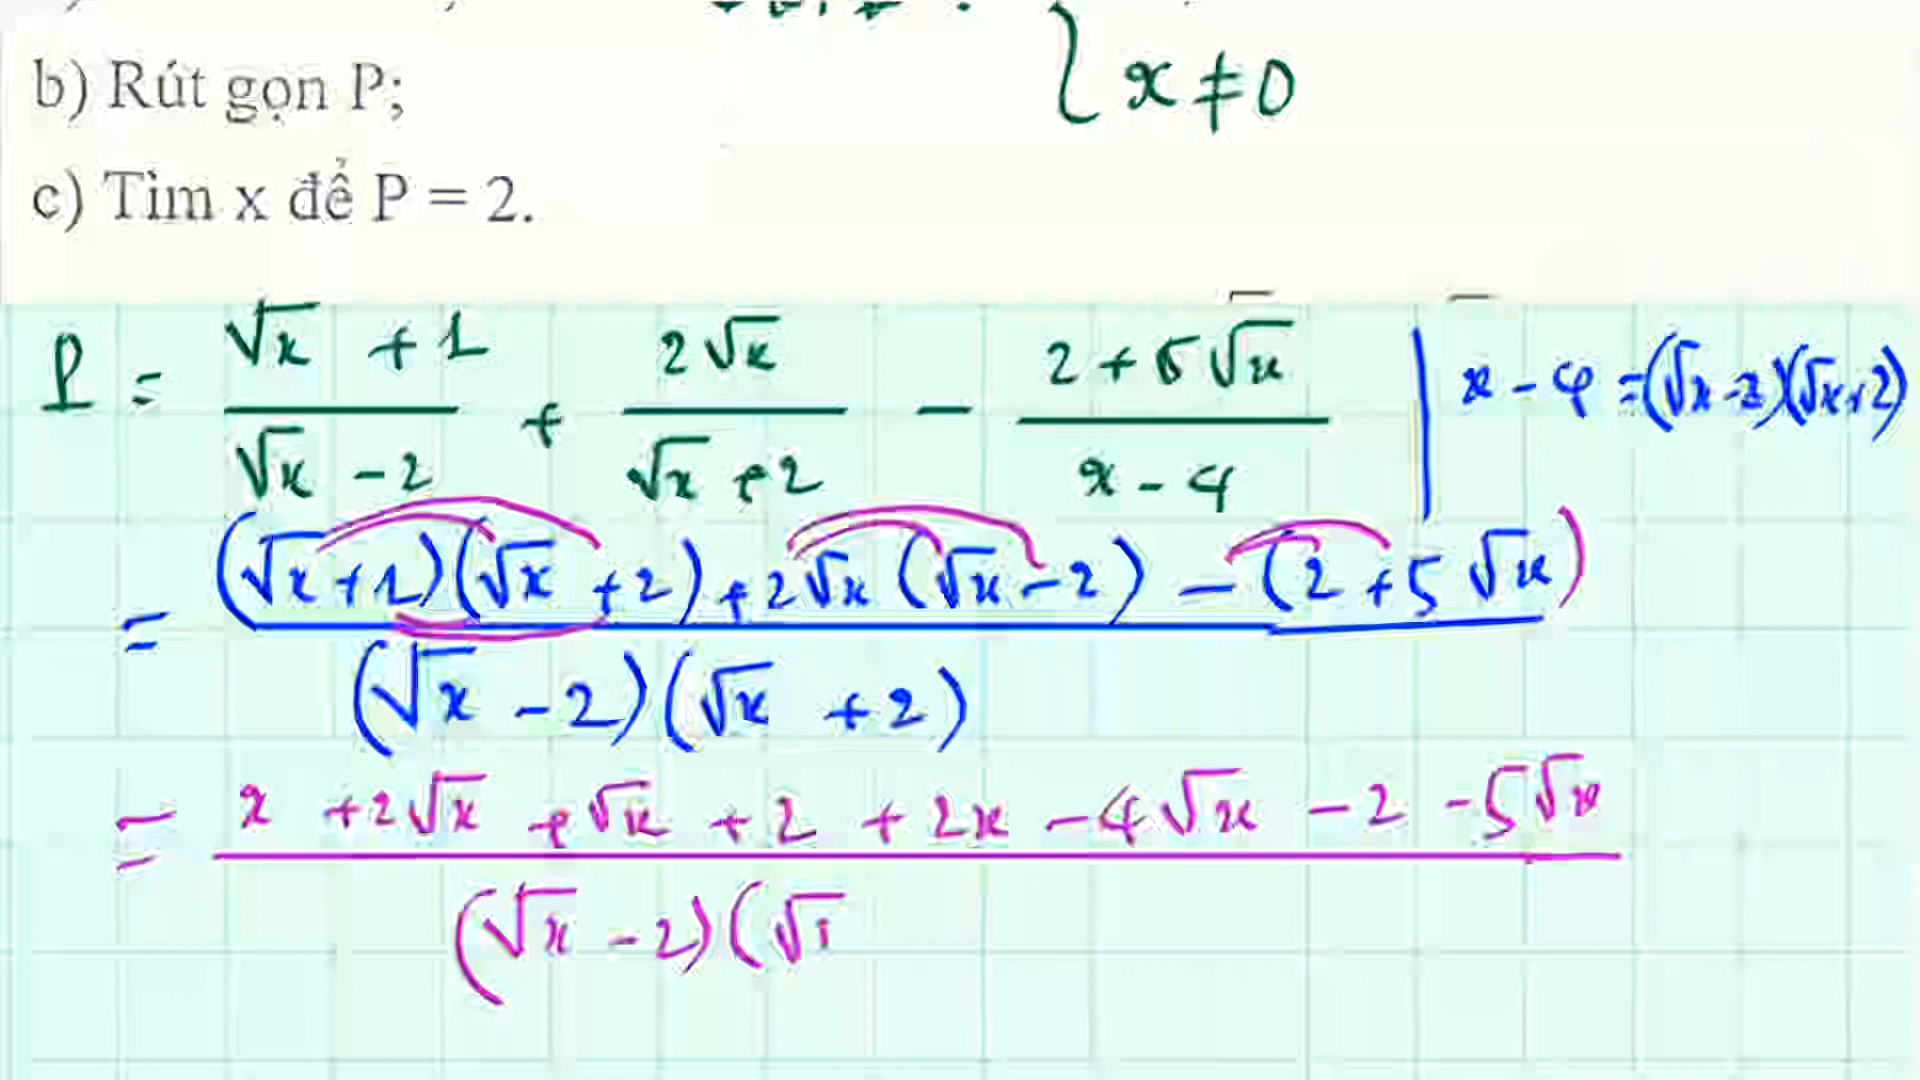 b) Rút gọn P;
{ x ≠ 0
c) Tìm x để P = 2.
P = (√x + 1)/(√x - 2) + (2√x)/(√x + 2) - (2 + 5√x)/(x - 4) | x - 4 = (√x - 2)(√x + 2)
= ((√x + 1)(√x + 2) + 2√x(√x - 2) - (2 + 5√x))/((√x - 2)(√x + 2))
= (x + 2√x + √x + 2 + 2x - 4√x - 2 - 5√x)/((√x - 2)(√